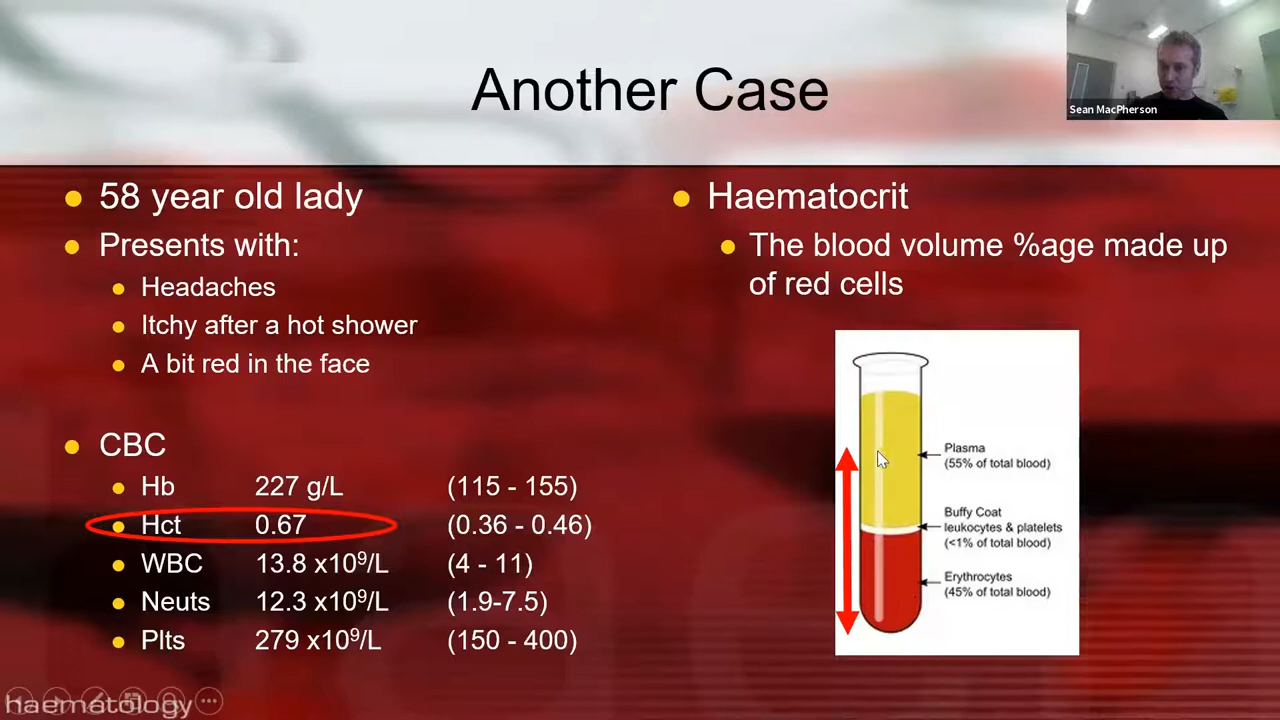 Another Case
Sean MacPherson
58 year old lady
Presents with:
Headaches
Itchy after a hot shower
A bit red in the face
CBC
Hb 227 g/L (115 - 155)
Hct 0.67 (0.36 - 0.46)
WBC 13.8 x10⁹/L (4 - 11)
Neuts 12.3 x10⁹/L (1.9-7.5)
Plts 279 x10⁹/L (150 - 400)
Haematocrit
The blood volume %age made up
of red cells
Plasma
(55% of total blood)
Buffy Coat
leukocytes & platelets
(<1% of total blood)
Erythrocytes
(45% of total blood)
haematology